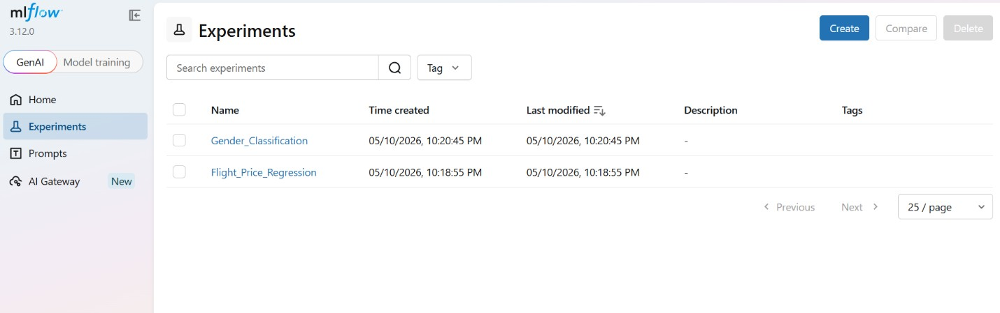 mlflow
3.12.0
GenAI Model training
Home
Experiments
Prompts
AI Gateway New
Experiments
Create Compare Delete
Search experiments Tag
Name Time created Last modified Description Tags
Gender_Classification 05/10/2026, 10:20:45 PM 05/10/2026, 10:20:45 PM -
Flight_Price_Regression 05/10/2026, 10:18:55 PM 05/10/2026, 10:18:55 PM -
Previous Next 25 / page